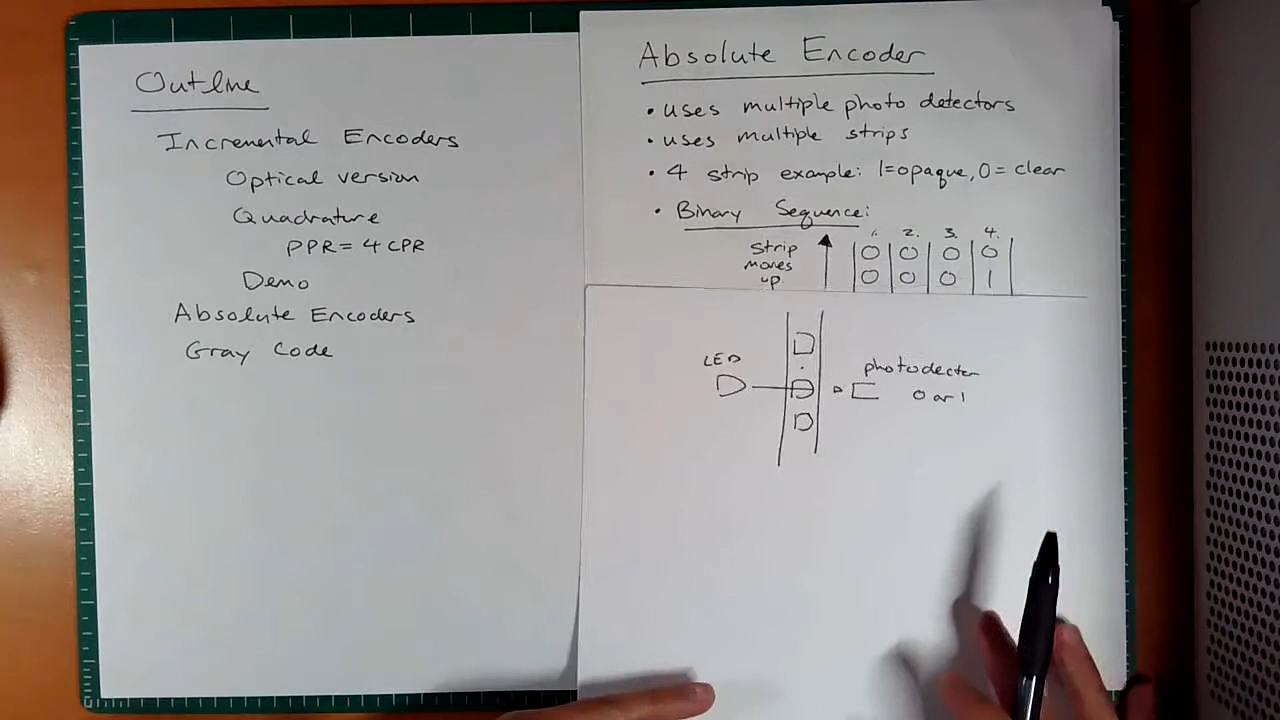 Outline
Incremental Encoders
Optical version
Quadrature
PPR = 4 CPR
Demo
Absolute Encoders
Gray Code
Absolute Encoder
• uses multiple photo detectors
• uses multiple strips
• 4 strip example: 1=opaque, 0=clear
• Binary Sequence:
1. 2. 3. 4.
strip moves up
0 0 0 0
0 0 0 1
LED
photodecter
0 or 1